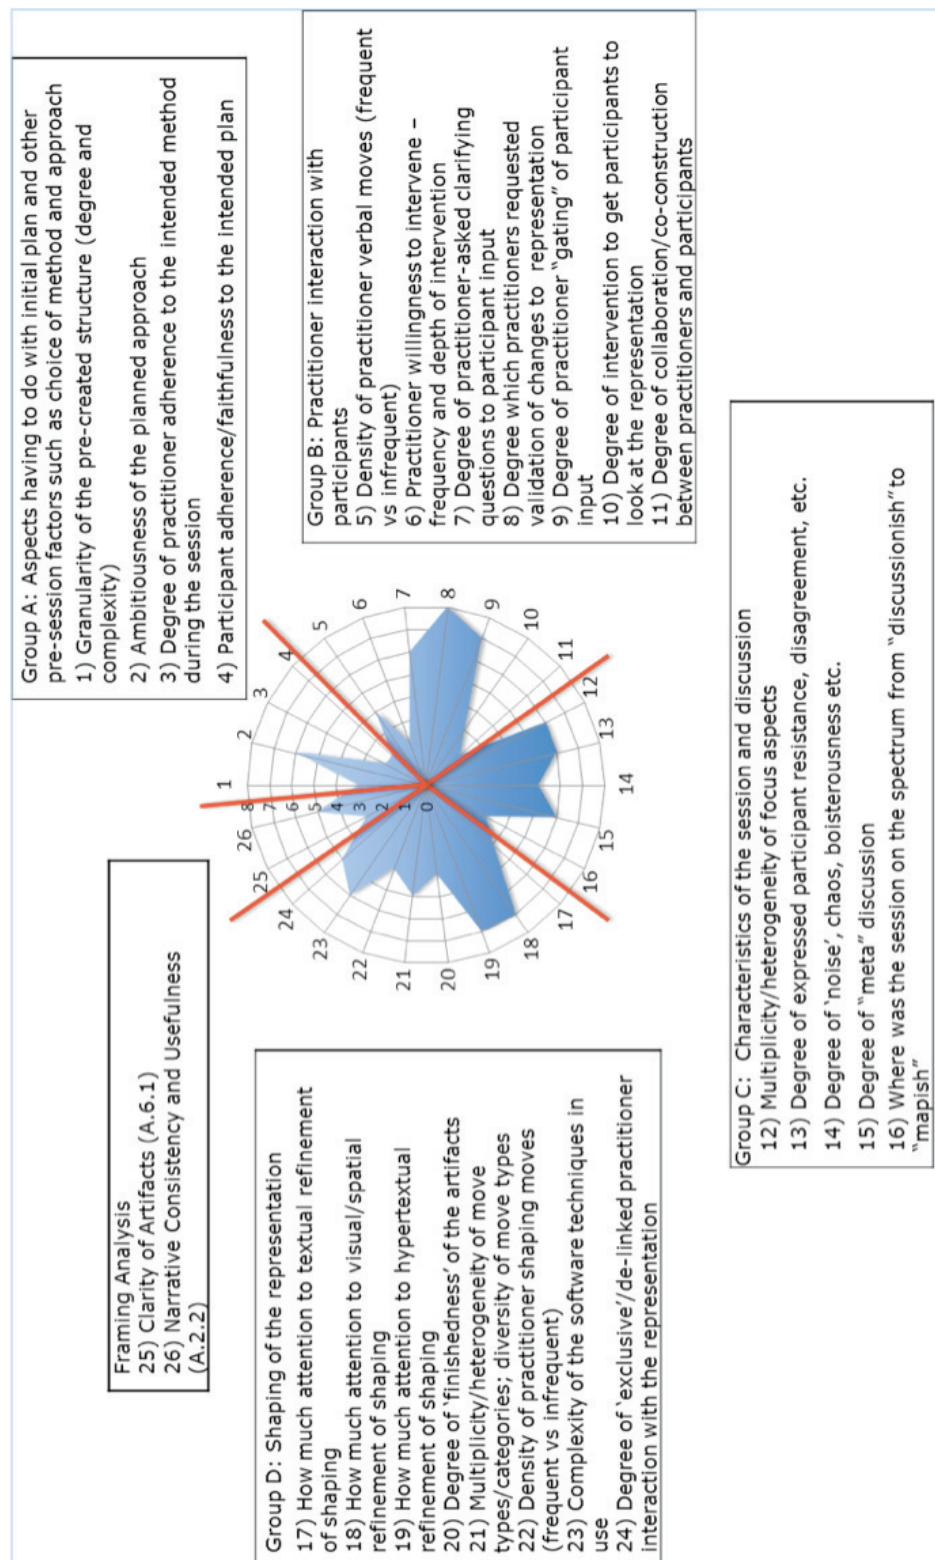 Framing Analysis
25) Clarity of Artifacts (A.6.1)
26) Narrative Consistency and Usefulness
(A.2.2)
Group A: Aspects having to do with initial plan and other
pre-session factors such as choice of method and approach
1) Granularity of the pre-created structure (degree and
complexity)
2) Ambitiousness of the planned approach
3) Degree of practitioner adherence to the intended method
during the session
4) Participant adherence/faithfulness to the intended plan
Group D: Shaping of the representation
17) How much attention to textual refinement
of shaping
18) How much attention to visual/spatial
refinement of shaping
19) How much attention to hypertextual
refinement of shaping
20) Degree of ‘finishedness’ of the artifacts
21) Multiplicity/heterogeneity of move
types/categories; diversity of move types
22) Density of practitioner shaping moves
(frequent vs infrequent)
23) Complexity of the software techniques in
use
24) Degree of ‘exclusive’/de-linked practitioner
interaction with the representation
1
2
3
4
5
6
7
8
9
10
11
12
13
14
15
16
17
18
19
20
21
22
23
24
25
26
8
7
6
5
4
3
2
1
0
Group B: Practitioner interaction with
participants
5) Density of practitioner verbal moves (frequent
vs infrequent)
6) Practitioner willingness to intervene –
frequency and depth of intervention
7) Degree of practitioner-asked clarifying
questions to participant input
8) Degree which practitioners requested
validation of changes to representation
9) Degree of practitioner “gating” of participant
input
10) Degree of intervention to get participants to
look at the representation
11) Degree of collaboration/co-construction
between practitioners and participants
Group C: Characteristics of the session and discussion
12) Multiplicity/heterogeneity of focus aspects
13) Degree of expressed participant resistance, disagreement, etc.
14) Degree of ‘noise’, chaos, boisterousness etc.
15) Degree of “meta” discussion
16) Where was the session on the spectrum from “discussionish” to
“mapish”